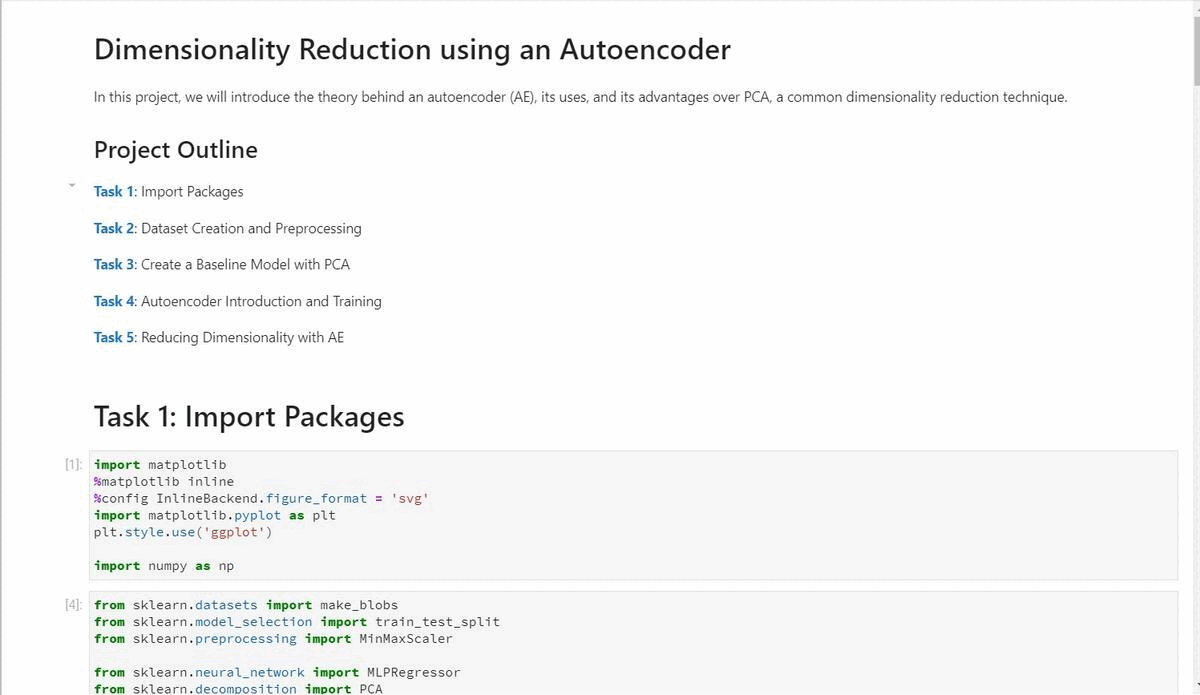 Dimensionality Reduction using an Autoencoder
In this project, we will introduce the theory behind an autoencoder (AE), its uses, and its advantages over PCA, a common dimensionality reduction technique.
Project Outline
Task 1: Import Packages
Task 2: Dataset Creation and Preprocessing
Task 3: Create a Baseline Model with PCA
Task 4: Autoencoder Introduction and Training
Task 5: Reducing Dimensionality with AE
Task 1: Import Packages
[1]: import matplotlib
%matplotlib inline
%config InlineBackend.figure_format = 'svg'
import matplotlib.pyplot as plt
plt.style.use('ggplot')
import numpy as np
[4]: from sklearn.datasets import make_blobs
from sklearn.model_selection import train_test_split
from sklearn.preprocessing import MinMaxScaler
from sklearn.neural_network import MLPRegressor
from sklearn.decomposition import PCA